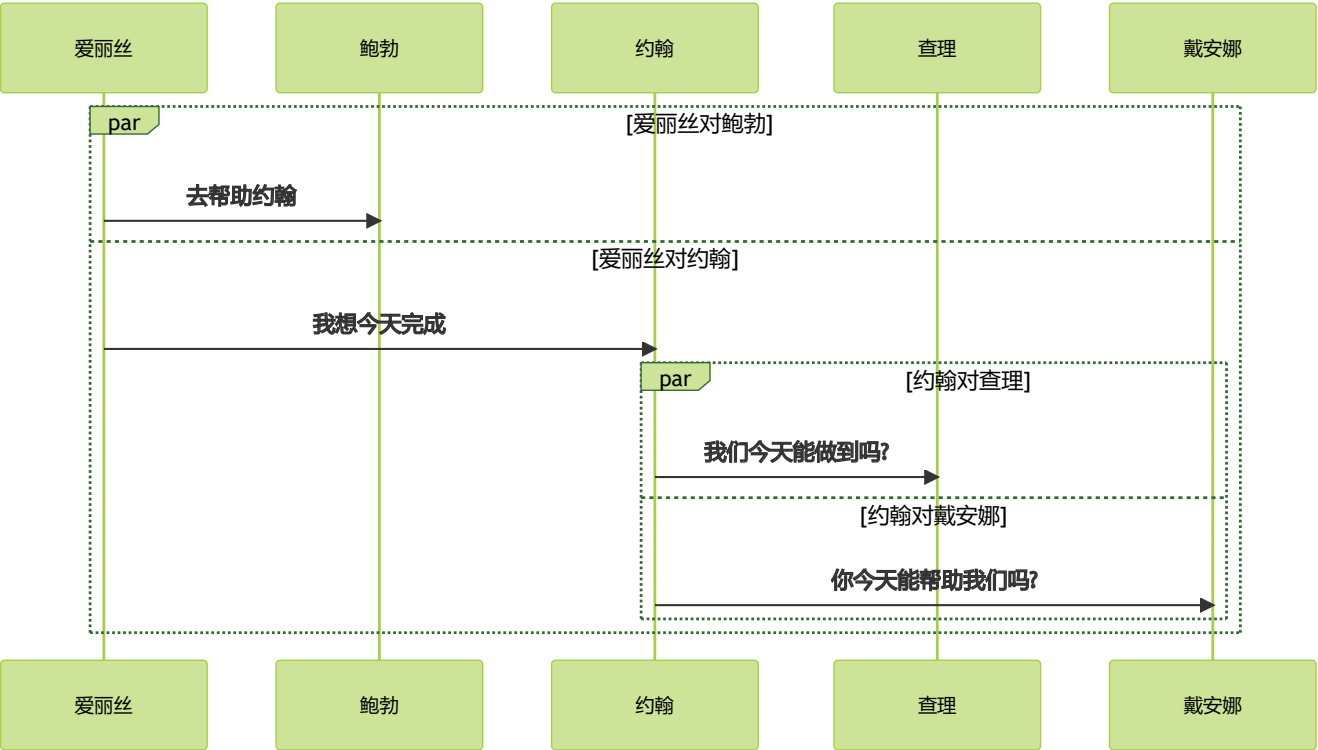 爱丽丝
鲍勃
约翰
查理
戴安娜
par
[爱丽丝对鲍勃]
去帮助约翰
[爱丽丝对约翰]
我想今天完成
par
[约翰对查理]
我们今天能做到吗?
[约翰对戴安娜]
你今天能帮助我们吗?
爱丽丝
鲍勃
约翰
查理
戴安娜